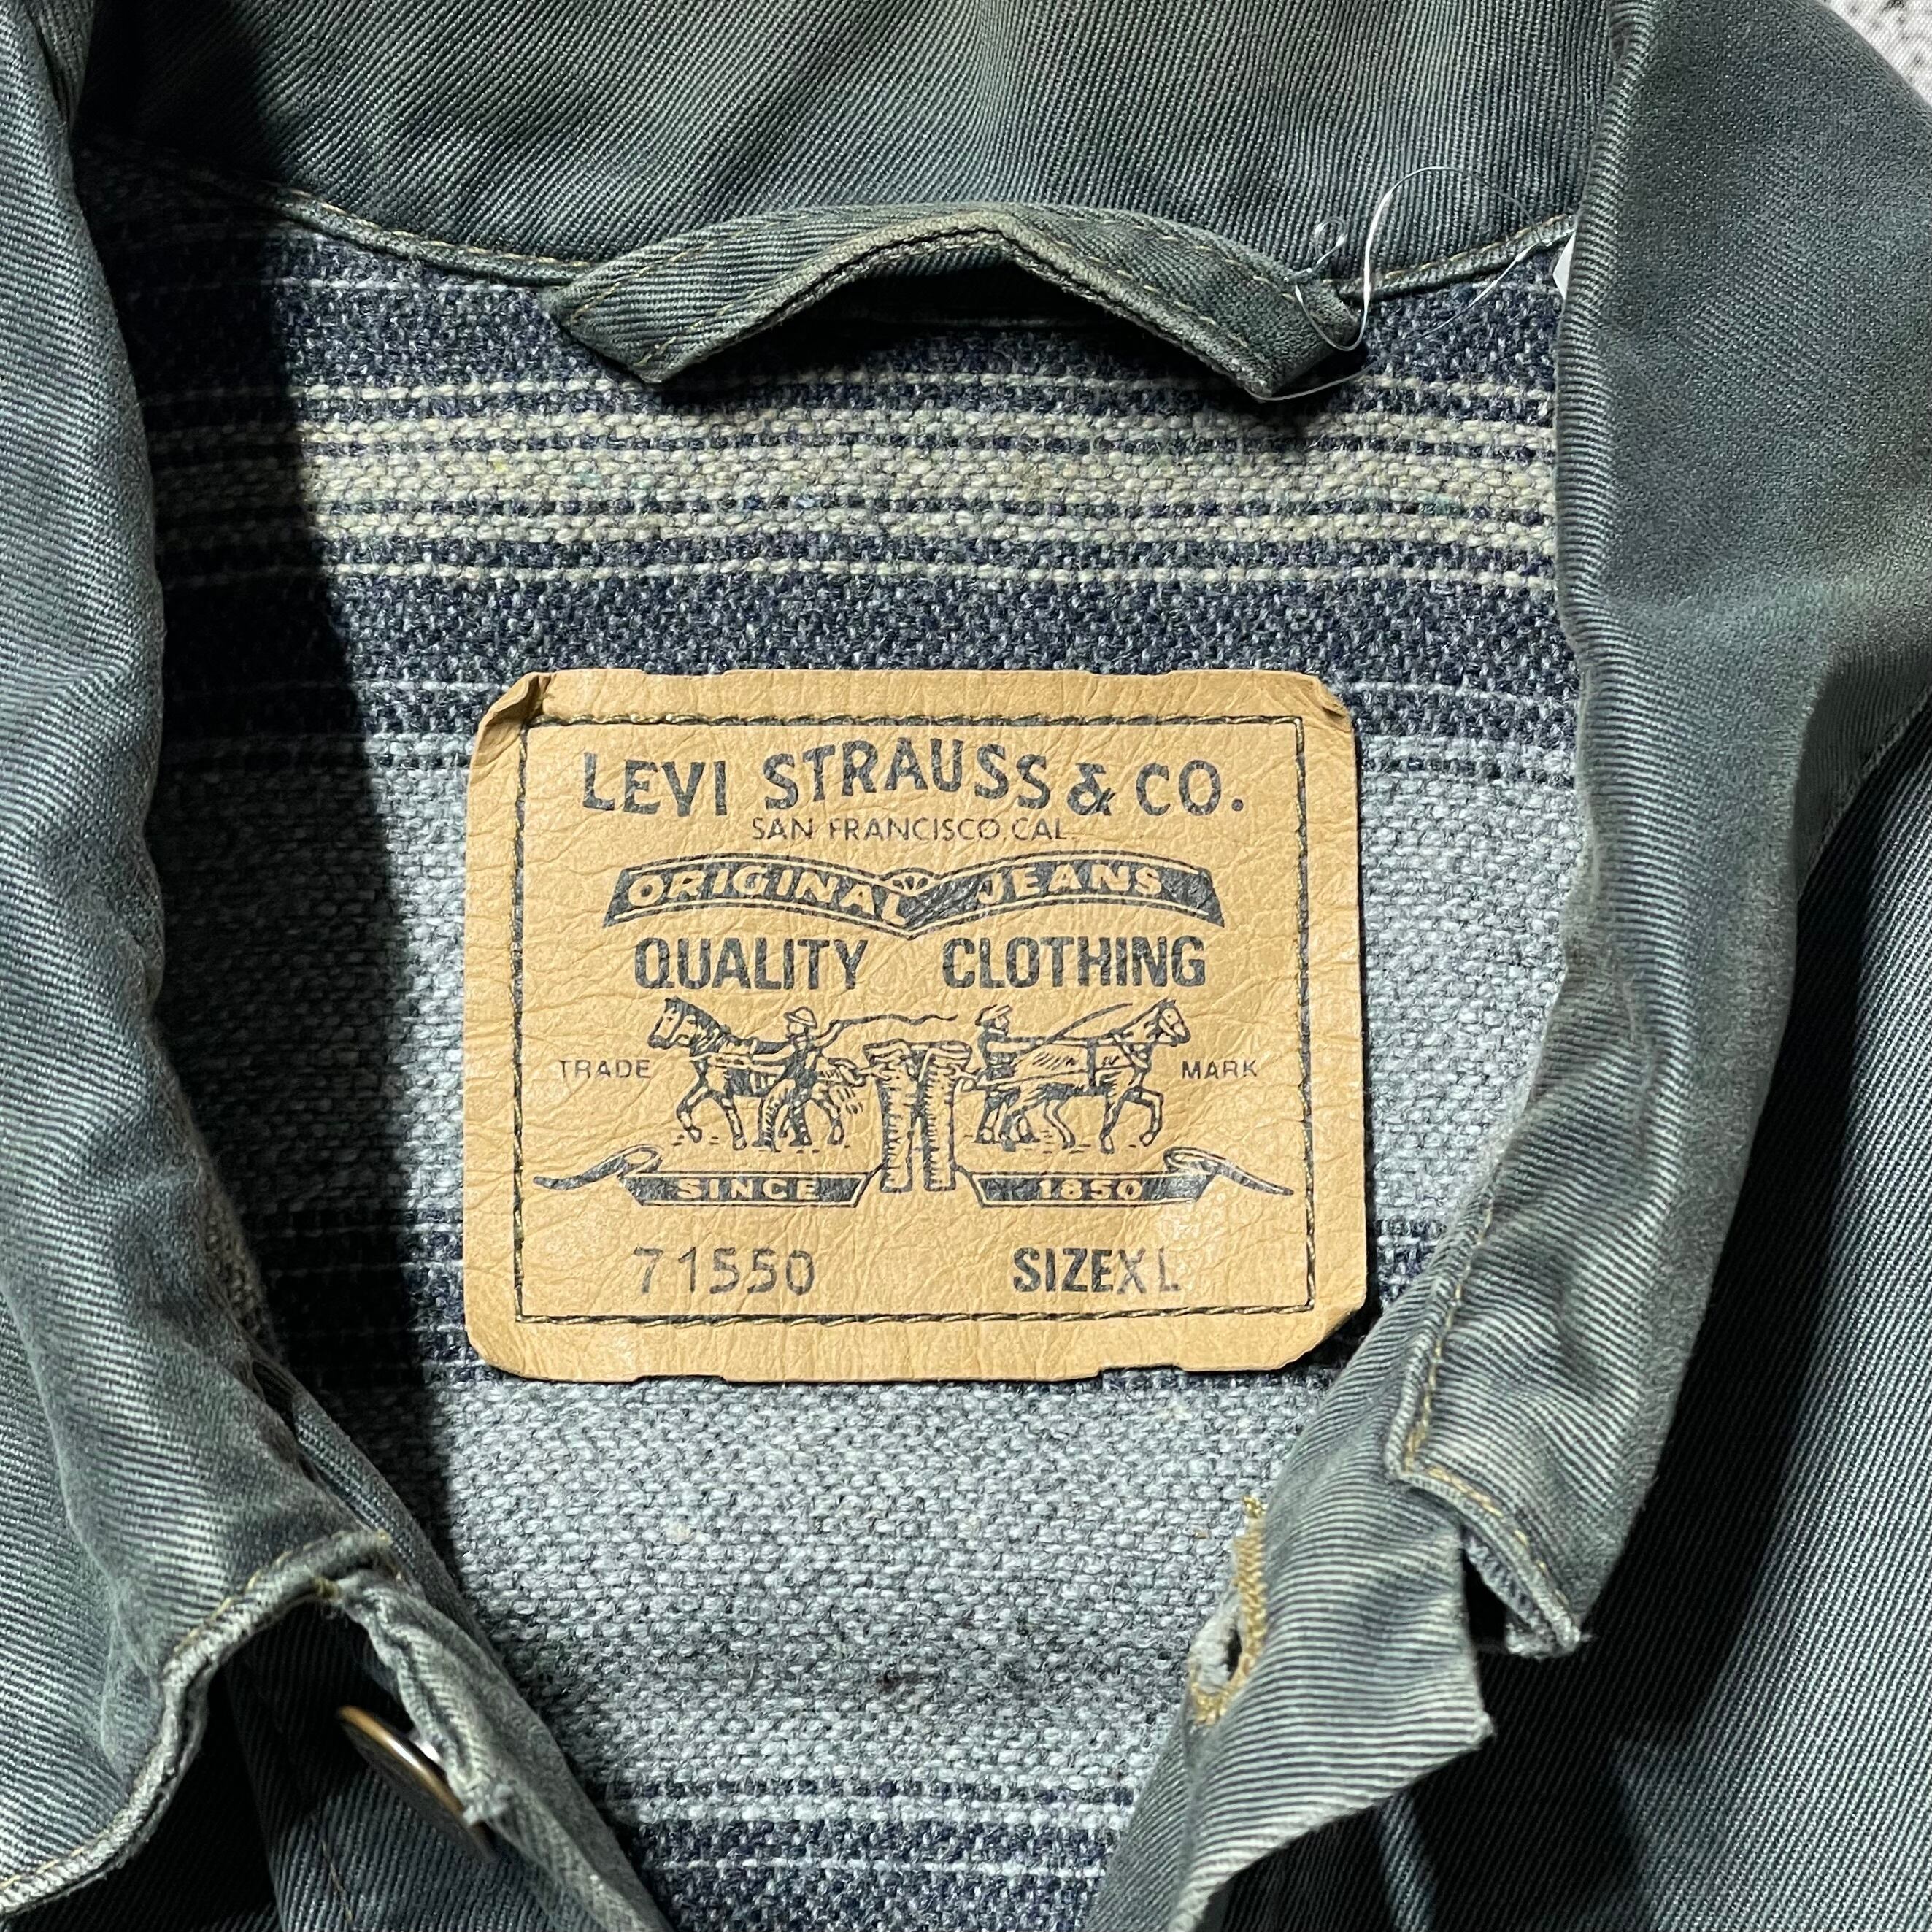 LEVI STRAUSS & CO.
SAN FRANCISCO, CAL.
ORIGINAL JEANS
QUALITY CLOTHING
TRADE MARK
SINCE 1850
71550 SIZE XL